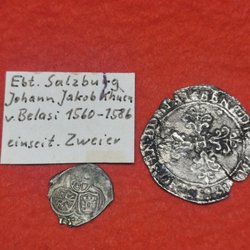 Ebt. Salzburg
Johann Jakob Khuen
v. Belasi 1560-1586
einseit. Zweier